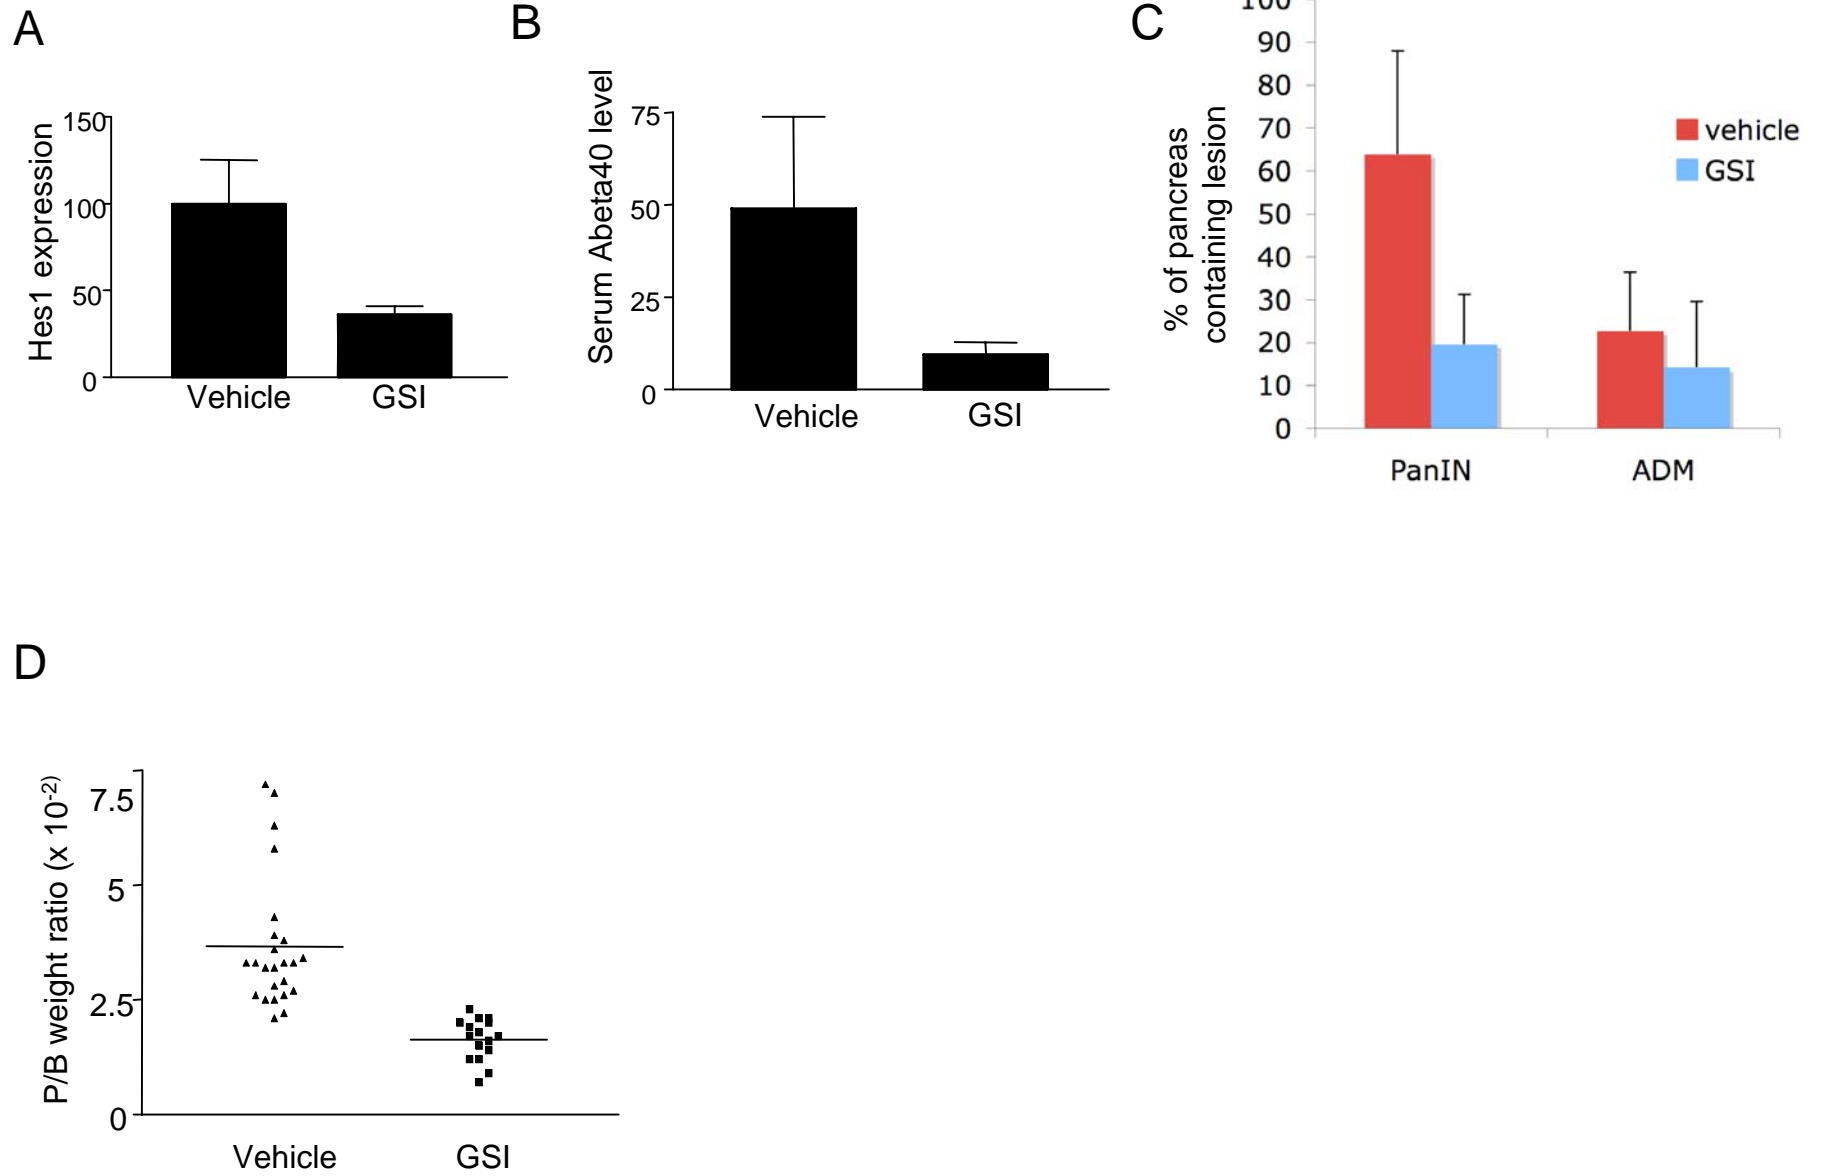 A
Hes1 expression
150
100
50
0
Vehicle GSI
B
Serum Abeta40 level
75
50
25
0
Vehicle GSI
C
% of pancreas
containing lesion
100
90
80
70
60
50
40
30
20
10
0
vehicle
GSI
PanIN ADM
D
P/B weight ratio (x 10-2)
7.5
5
2.5
0
Vehicle GSI